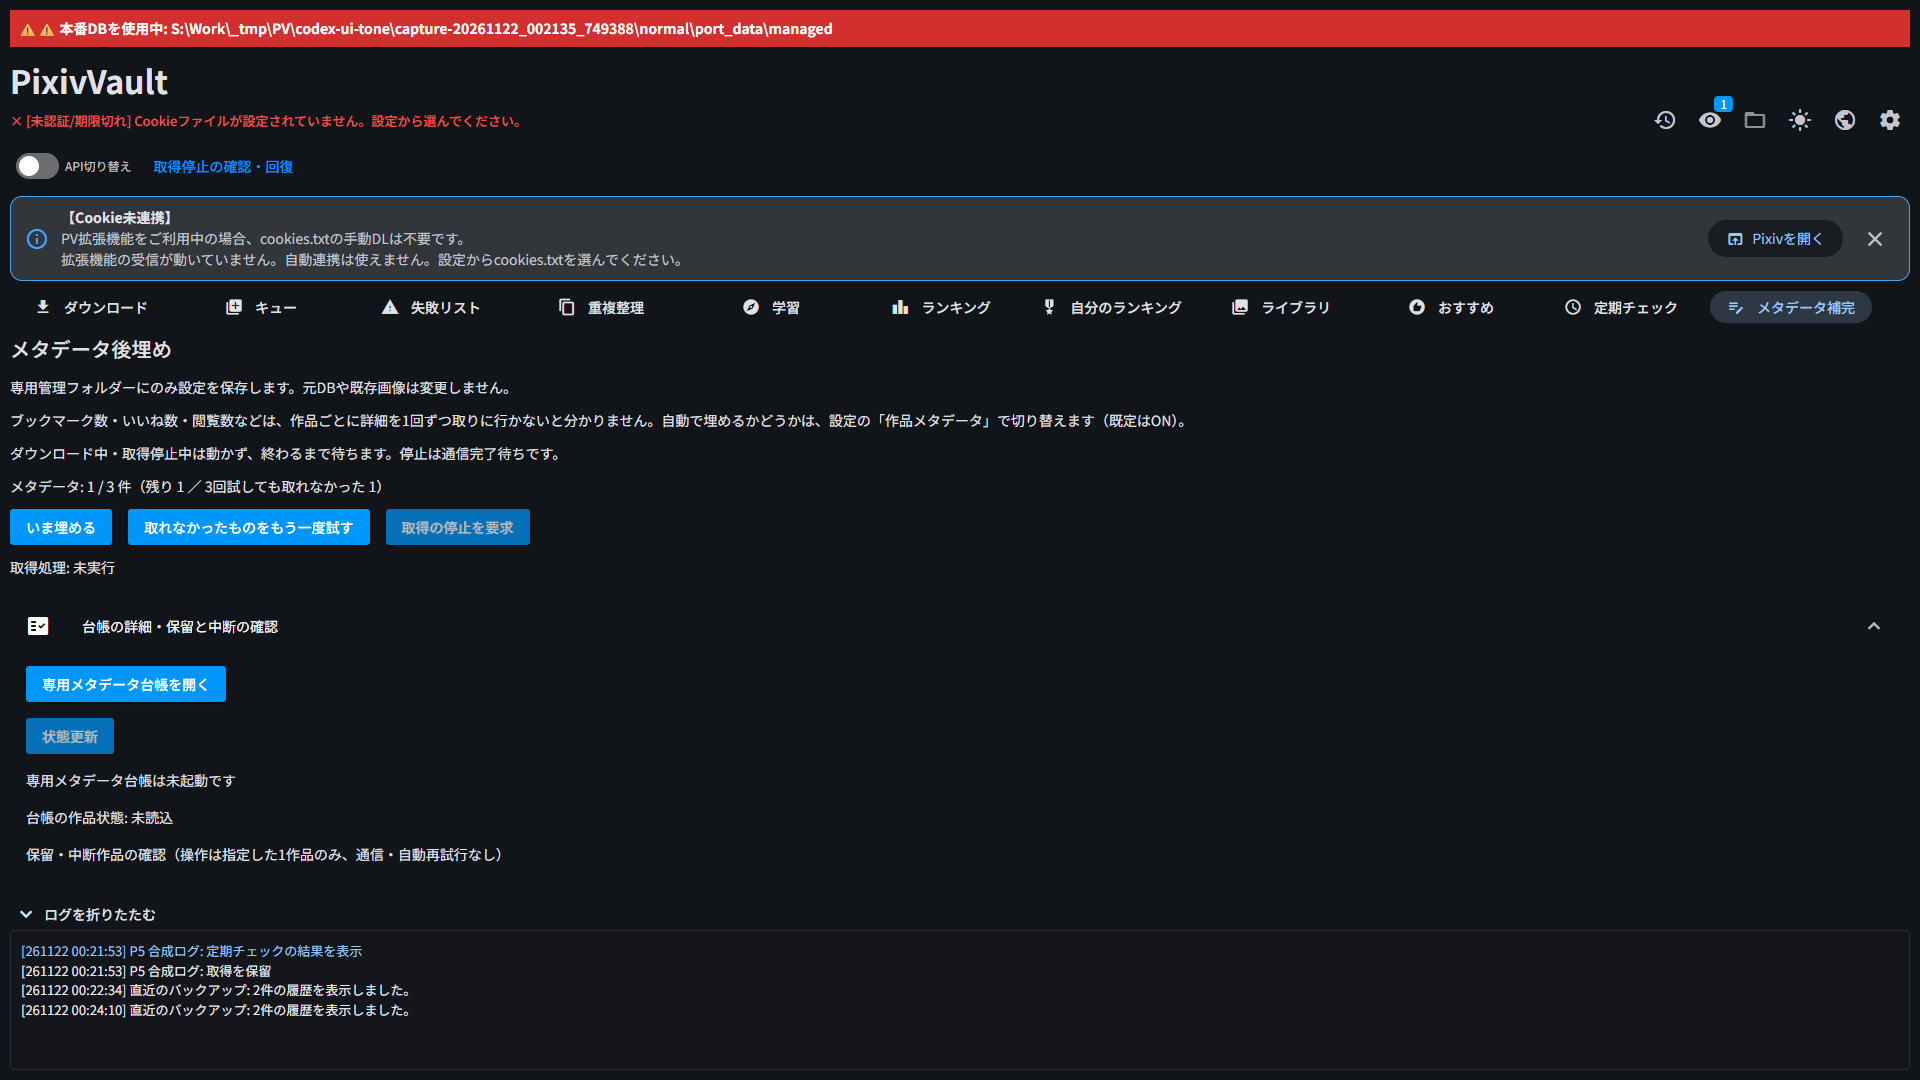 本番DBを使用中: S:\Work\_tmp\PV\codex-ui-tone\capture-20261122_002135_749388\normal\port_data\managed
PixivVault
✕ [未認証/期限切れ] Cookieファイルが設定されていません。設定から選んでください。
1
API切り替え
取得停止の確認・回復
【Cookie未連携】
PV拡張機能をご利用中の場合、cookies.txtの手動DLは不要です。
拡張機能の受信が動いていません。自動連携は使えません。設定からcookies.txtを選んでください。
Pixivを開く
ダウンロード
キュー
失敗リスト
重複整理
学習
ランキング
自分のランキング
ライブラリ
おすすめ
定期チェック
メタデータ補完
メタデータ後埋め
専用管理フォルダーにのみ設定を保存します。元DBや既存画像は変更しません。
ブックマーク数・いいね数・閲覧数などは、作品ごとに詳細を1回ずつ取りに行かないと分かりません。自動で埋めるかどうかは、設定の「作品メタデータ」で切り替えます（既定はON）。
ダウンロード中・取得停止中は動かず、終わるまで待ちます。停止は通信完了待ちです。
メタデータ: 1 / 3 件（残り 1 ／ 3回試しても取れなかった 1）
いま埋める
取れなかったものをもう一度試す
取得の停止を要求
取得処理: 未実行
台帳の詳細・保留と中断の確認
専用メタデータ台帳を開く
状態更新
専用メタデータ台帳は未起動です
台帳の作品状態: 未読込
保留・中断作品の確認（操作は指定した1作品のみ、通信・自動再試行なし）
ログを折りたたむ
[261122 00:21:53] P5 合成ログ: 定期チェックの結果を表示
[261122 00:21:53] P5 合成ログ: 取得を保留
[261122 00:22:34] 直近のバックアップ: 2件の履歴を表示しました。
[261122 00:24:10] 直近のバックアップ: 2件の履歴を表示しました。